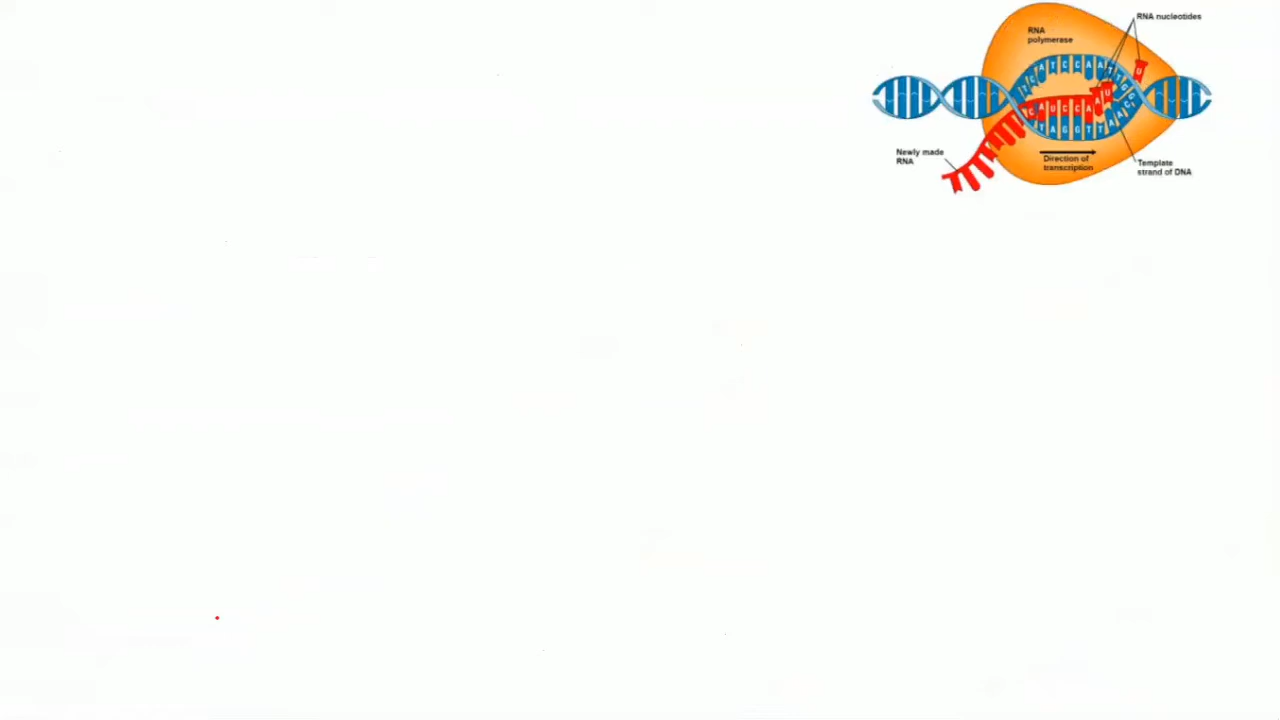 RNA nucleotides
RNA
polymerase
T C A T C C A A T T G G
C A U C C A A U
U
T A G G T T A A C C
Newly made
RNA
Direction of
transcription
Template
strand of DNA